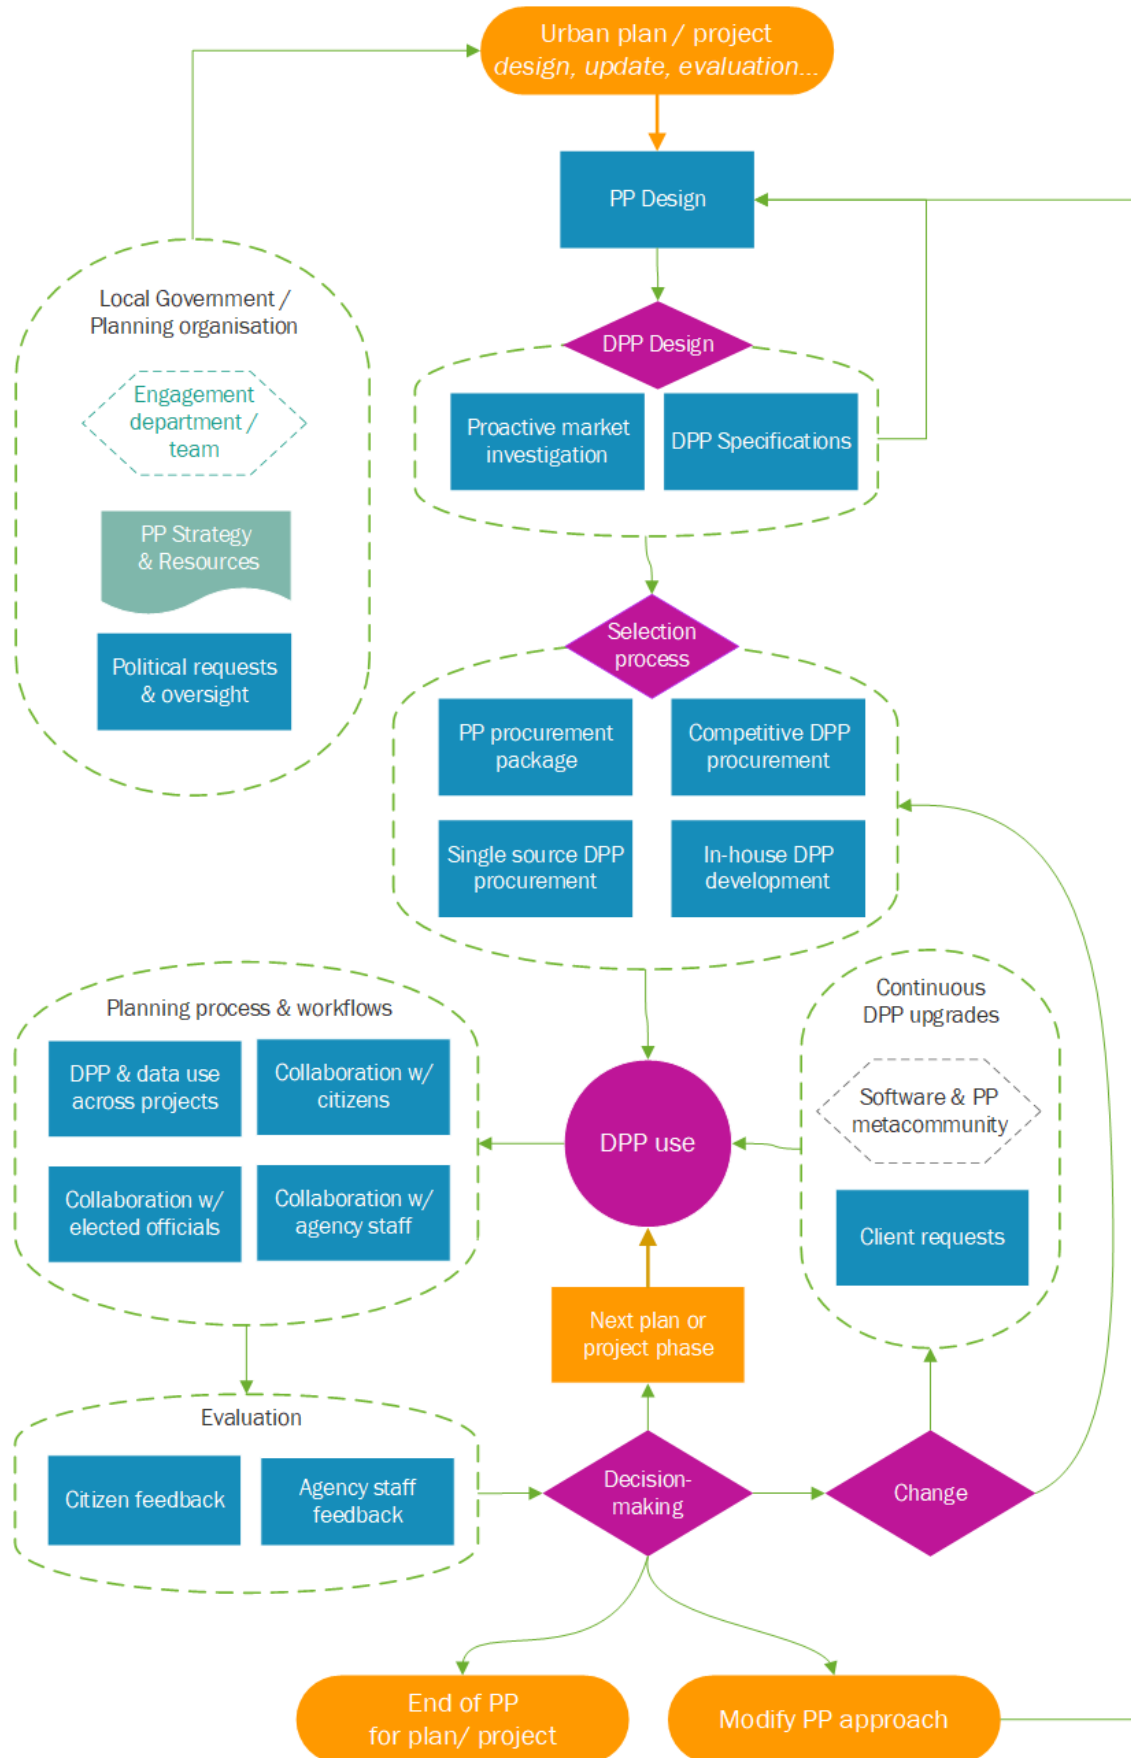 Urban plan / project
design, update, evaluation...
PP Design
Local Government /
Planning organisation
Engagement
department /
team
PP Strategy
& Resources
Political requests
& oversight
DPP Design
Proactive market
investigation
DPP Specifications
Selection
process
PP procurement
package
Competitive DPP
procurement
Single source DPP
procurement
In-house DPP
development
Planning process & workflows
DPP & data use
across projects
Collaboration w/
citizens
Collaboration w/
elected officials
Collaboration w/
agency staff
DPP use
Continuous
DPP upgrades
Software & PP
metacommunity
Client requests
Next plan or
project phase
Evaluation
Citizen feedback
Agency staff
feedback
Decision-
making
Change
End of PP
for plan/ project
Modify PP approach